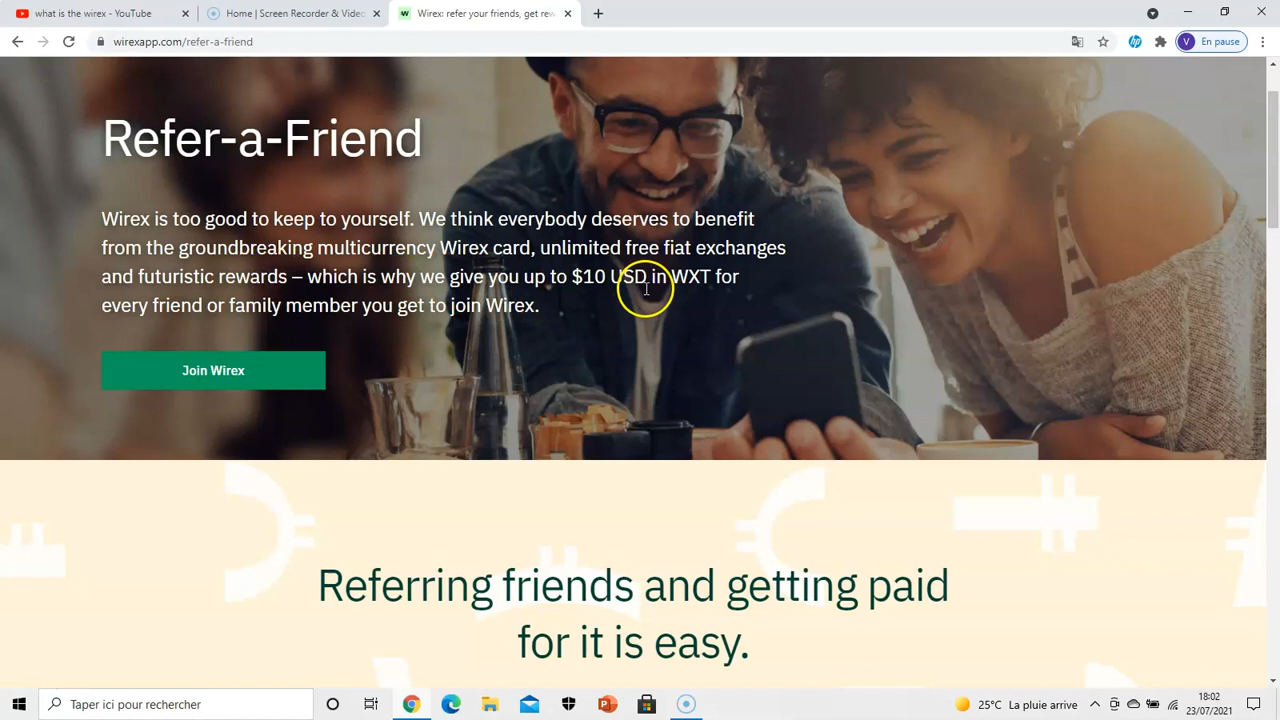 what is the wirex - YouTube
Home | Screen Recorder & Video
Wirex: refer your friends, get rew
wirexapp.com/refer-a-friend
V En pause
Refer-a-Friend
Wirex is too good to keep to yourself. We think everybody deserves to benefit
from the groundbreaking multicurrency Wirex card, unlimited free fiat exchanges
and futuristic rewards – which is why we give you up to $10 USD in WXT for
every friend or family member you get to join Wirex.
Join Wirex
Referring friends and getting paid
for it is easy.
Taper ici pour rechercher
25°C La pluie arrive
18:02
23/07/2021